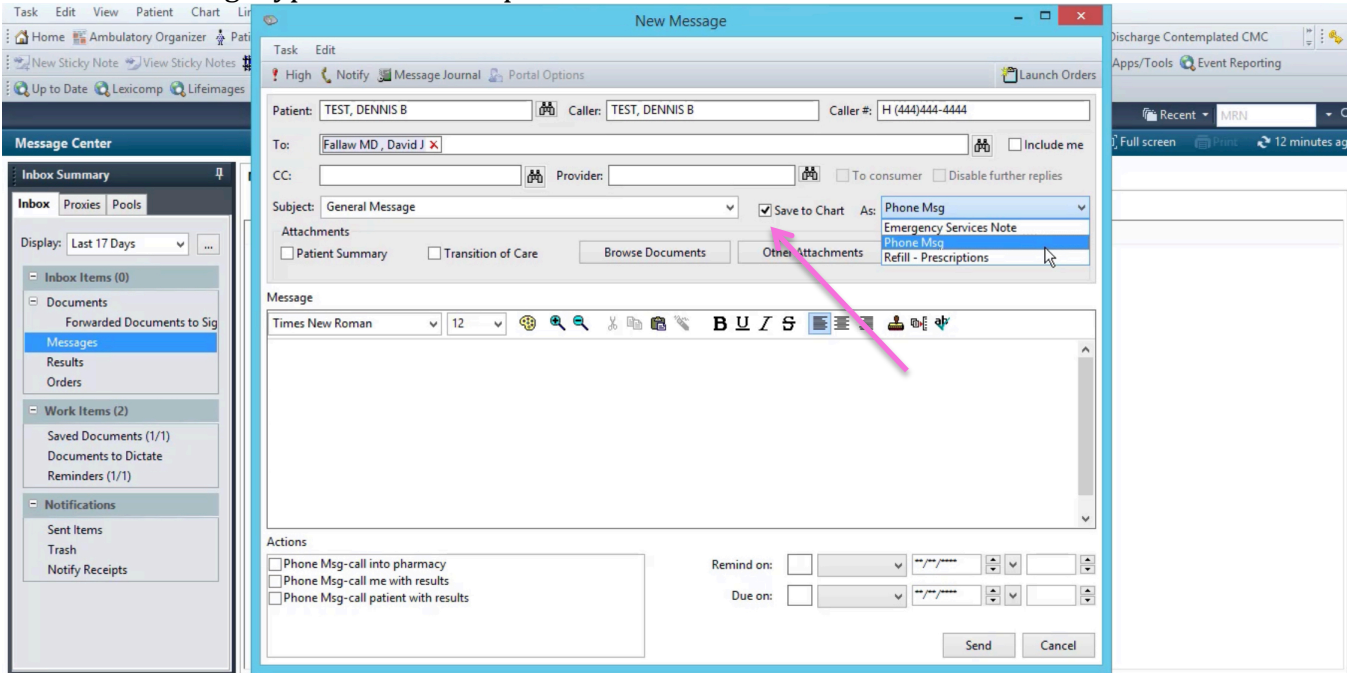 Task Edit View Patient Chart
New Message
Home Ambulatory Organizer
Discharge Contemplated CMC
Task Edit
New Sticky Note View Sticky Notes
Apps/Tools Event Reporting
High Notify Message Journal Portal Options Launch Orders
Up to Date Lexicomp Lifeimages
Patient: TEST, DENNIS B Caller: TEST, DENNIS B Caller #: H (444)444-4444
Recent MRN
Message Center
To: Fallaw MD , David J Include me
Full screen Print 12 minutes ag
Inbox Summary
CC: Provider: To consumer Disable further replies
Inbox Proxies Pools
Subject: General Message Save to Chart As: Phone Msg
Emergency Services Note
Phone Msg
Refill - Prescriptions
Attachments
Patient Summary Transition of Care Browse Documents Other Attachments
Display: Last 17 Days ...
Inbox Items (0)
Documents
Forwarded Documents to Sig
Messages
Results
Orders
Work Items (2)
Saved Documents (1/1)
Documents to Dictate
Reminders (1/1)
Notifications
Sent Items
Trash
Notify Receipts
Message
Times New Roman 12 B U I S
Actions
Phone Msg-call into pharmacy
Phone Msg-call me with results
Phone Msg-call patient with results
Remind on: **/**/****
Due on: **/**/****
Send Cancel